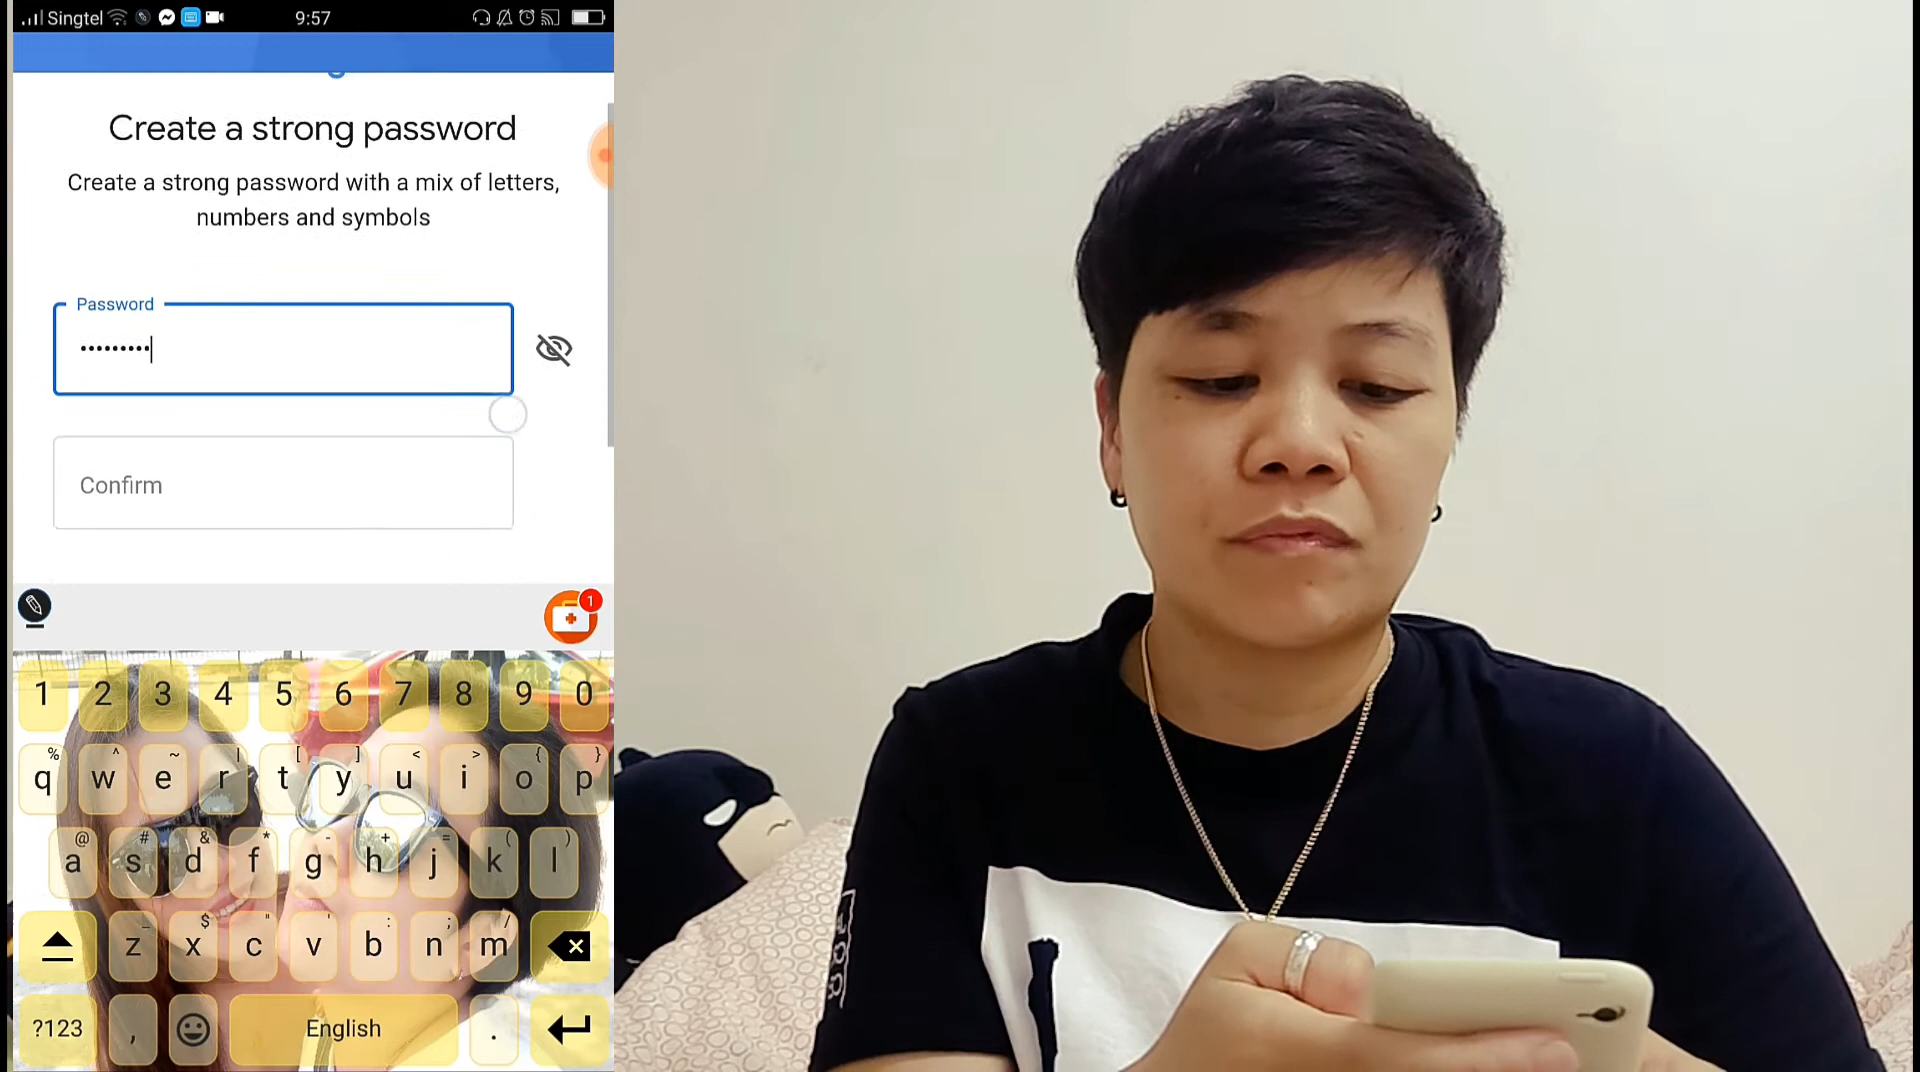 Singtel 9:57
Create a strong password
Create a strong password with a mix of letters,
numbers and symbols
Password
•••••••••
Confirm
1
1 2 3 4 5 6 7 8 9 0
% ^ ~ | [ ] < > { }
q w e r t y u i o p
@ # & * - + = ( )
a s d f g h j k l
_ $ " ' : ; /
z x c v b n m
?123 , English .